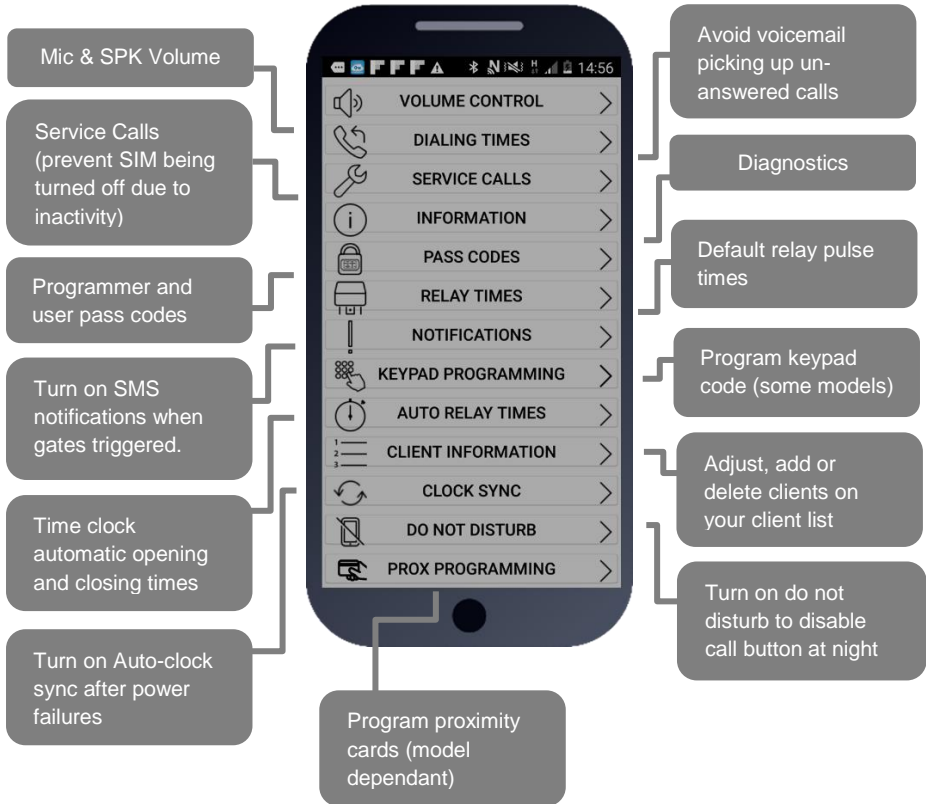 Mic & SPK Volume
Service Calls
(prevent SIM being
turned off due to
inactivity)
Programmer and
user pass codes
Turn on SMS
notifications when
gates triggered.
Time clock
automatic opening
and closing times
Turn on Auto-clock
sync after power
failures
14:56
VOLUME CONTROL
DIALING TIMES
SERVICE CALLS
INFORMATION
PASS CODES
RELAY TIMES
NOTIFICATIONS
KEYPAD PROGRAMMING
AUTO RELAY TIMES
1
2
3
CLIENT INFORMATION
CLOCK SYNC
DO NOT DISTURB
PROX PROGRAMMING
Program proximity
cards (model
dependant)
Avoid voicemail
picking up un-
answered calls
Diagnostics
Default relay pulse
times
Program keypad
code (some models)
Adjust, add or
delete clients on
your client list
Turn on do not
disturb to disable
call button at night